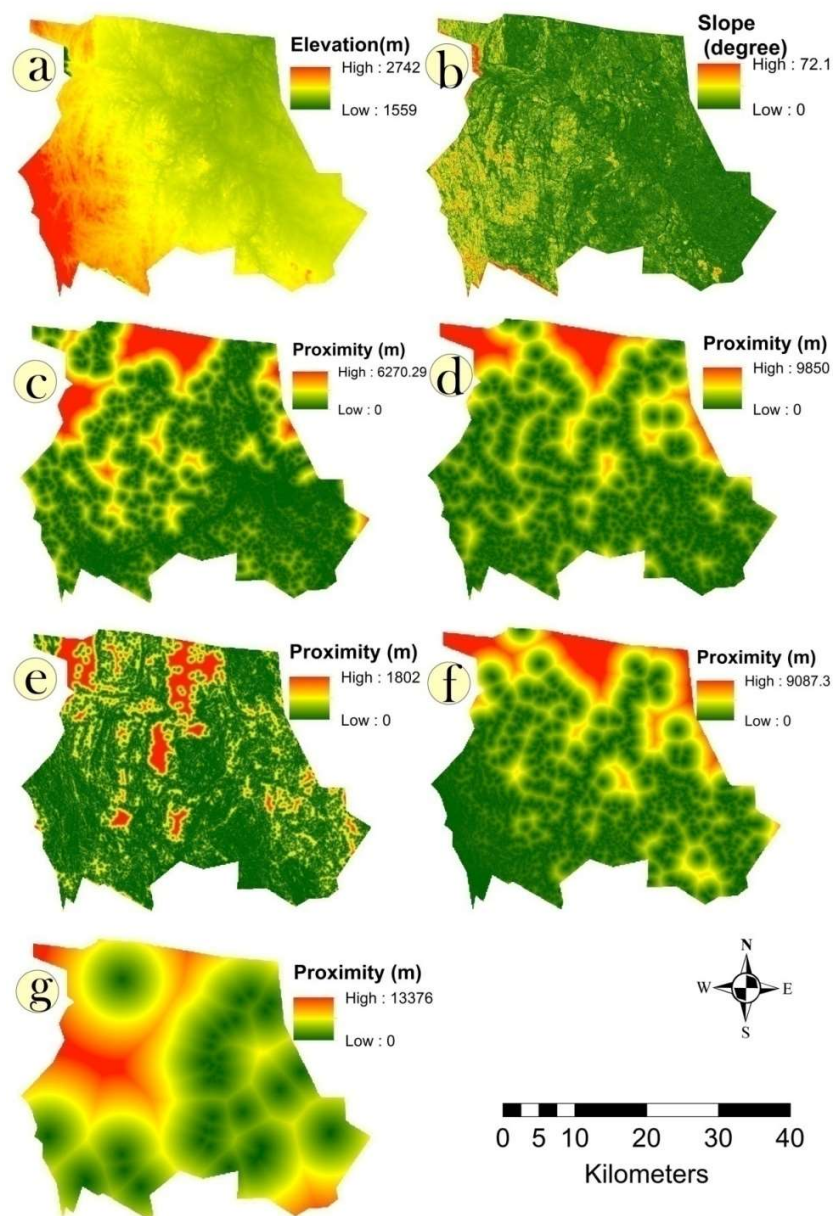 a
Elevation(m)
High : 2742
Low : 1559
b
Slope
(degree)
High : 72.1
Low : 0
c
Proximity (m)
High : 6270.29
Low : 0
d
Proximity (m)
High : 9850
Low : 0
e
Proximity (m)
High : 1802
Low : 0
f
Proximity (m)
High : 9087.3
Low : 0
g
Proximity (m)
High : 13376
Low : 0
N
W E
S
0 5 10 20 30 40
Kilometers